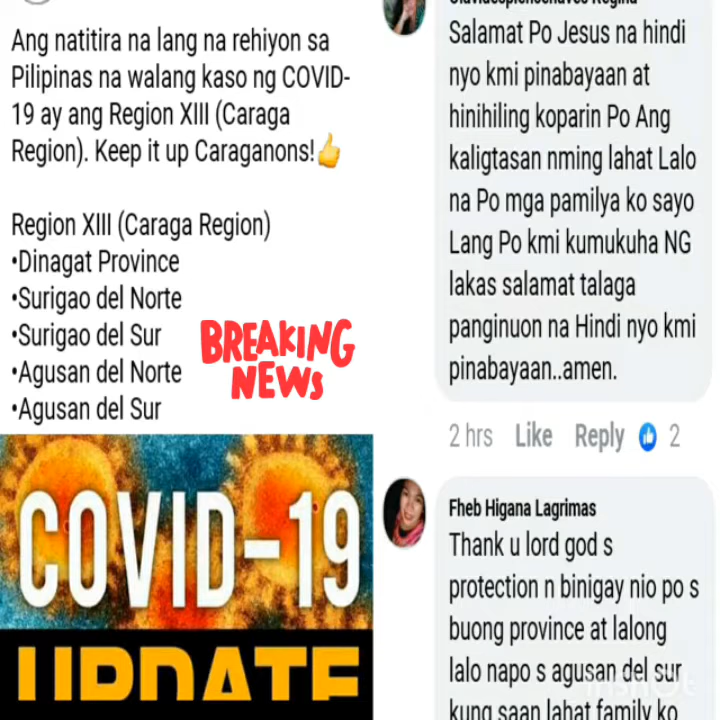 Ang natitira na lang na rehiyon sa
Pilipinas na walang kaso ng COVID-
19 ay ang Region XIII (Caraga
Region). Keep it up Caraganons!👍
Region XIII (Caraga Region)
•Dinagat Province
•Surigao del Norte
•Surigao del Sur
•Agusan del Norte
•Agusan del Sur
BREAKING
NEWS
COVID-19
UPDATE
Salamat Po Jesus na hindi
nyo kmi pinabayaan at
hinihiling koparin Po Ang
kaligtasan nming lahat Lalo
na Po mga pamilya ko sayo
Lang Po kmi kumukuha NG
lakas salamat talaga
panginuon na Hindi nyo kmi
pinabayaan..amen.
2 hrs Like Reply 2
Fheb Higana Lagrimas
Thank u lord god s
protection n binigay nio po s
buong province at lalong
lalo napo s agusan del sur
kung saan lahat family ko